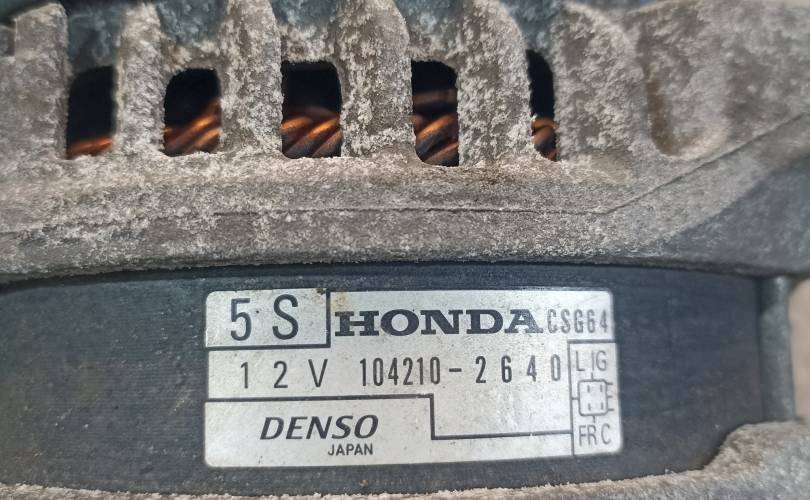 5S HONDA CSG64
12V 104210-2640
L IG
FR C
DENSO
JAPAN